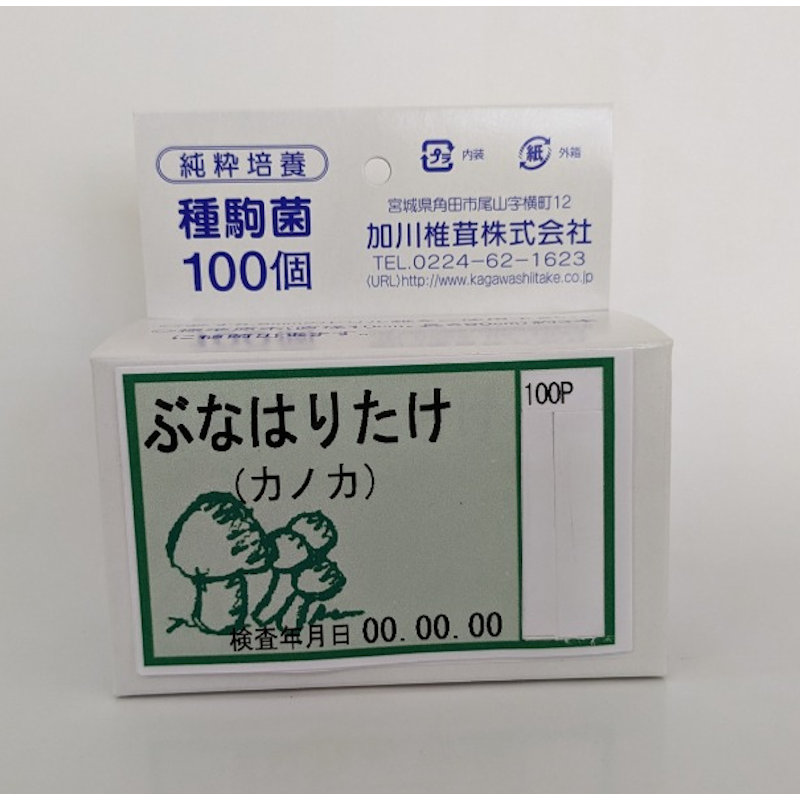 純粋培養
種駒菌
100個
プラ 内装
紙 外箱
宮城県角田市尾山字横町12
加川椎茸株式会社
TEL.0224-62-1623
〈URL〉http://www.kagawashiitake.co.jp
ぶなはりたけ
(カノカ)
100P
検査年月日 00.00.00